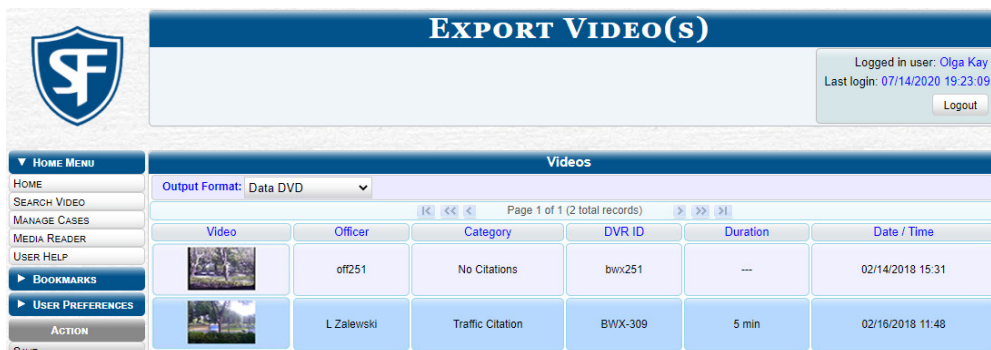 SF
EXPORT VIDEO(S)
Logged in user: Olga Kay
Last login: 07/14/2020 19:23:09
Logout
▼ HOME MENU
HOME
SEARCH VIDEO
MANAGE CASES
MEDIA READER
USER HELP
► BOOKMARKS
► USER PREFERENCES
ACTION
Videos
Output Format: Data DVD
|< << < Page 1 of 1 (2 total records) > >> >|
Video Officer Category DVR ID Duration Date / Time
off251 No Citations bwx251 --- 02/14/2018 15:31
L Zalewski Traffic Citation BWX-309 5 min 02/16/2018 11:48